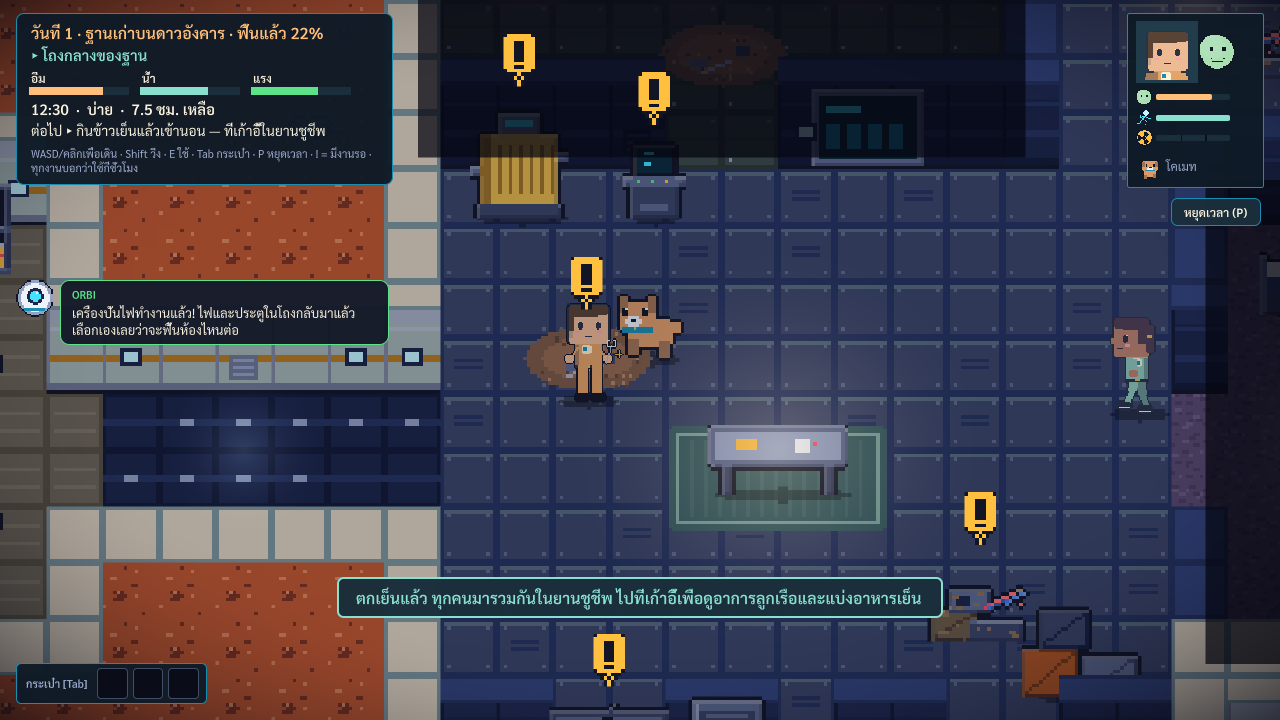 วันที่ 1 · ฐานเก่าบนดาวอังคาร · ฟื้นแล้ว 22%
▸ โถงกลางของฐาน
อิ่ม น้ำ แรง
12:30 · บ่าย · 7.5 ชม. เหลือ
ต่อไป ▸ กินข้าวเย็นแล้วเข้านอน — ที่เก้าอี้ในยานชูชีพ
WASD/คลิกเพื่อเดิน · Shift วิ่ง · E ใช้ · Tab กระเป๋า · P หยุดเวลา · ! = มีงานรอ ·
ทุกงานบอกว่าใช้กี่ชั่วโมง
โคเมท
หยุดเวลา (P)
ORBI
เครื่องปั่นไฟทำงานแล้ว! ไฟและประตูในโถงกลับมาแล้ว
เลือกเองเลยว่าจะฟื้นห้องไหนต่อ
ตกเย็นแล้ว ทุกคนมารวมกันในยานชูชีพ ไปที่เก้าอี้เพื่อดูอาการลูกเรือและแบ่งอาหารเย็น
กระเป๋า [Tab]